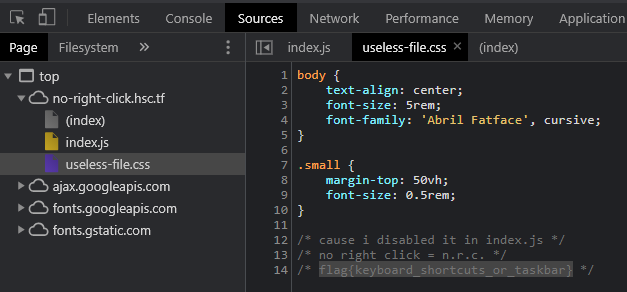 Elements Console Sources Network Performance Memory Application
Page Filesystem »
index.js useless-file.css × (index)
top
no-right-click.hsc.tf
(index)
index.js
useless-file.css
ajax.googleapis.com
fonts.googleapis.com
fonts.gstatic.com
1 body {
2 text-align: center;
3 font-size: 5rem;
4 font-family: 'Abril Fatface', cursive;
5 }
6
7 .small {
8 margin-top: 50vh;
9 font-size: 0.5rem;
10 }
11
12 /* cause i disabled it in index.js */
13 /* no right click = n.r.c. */
14 /* flag{keyboard_shortcuts_or_taskbar} */